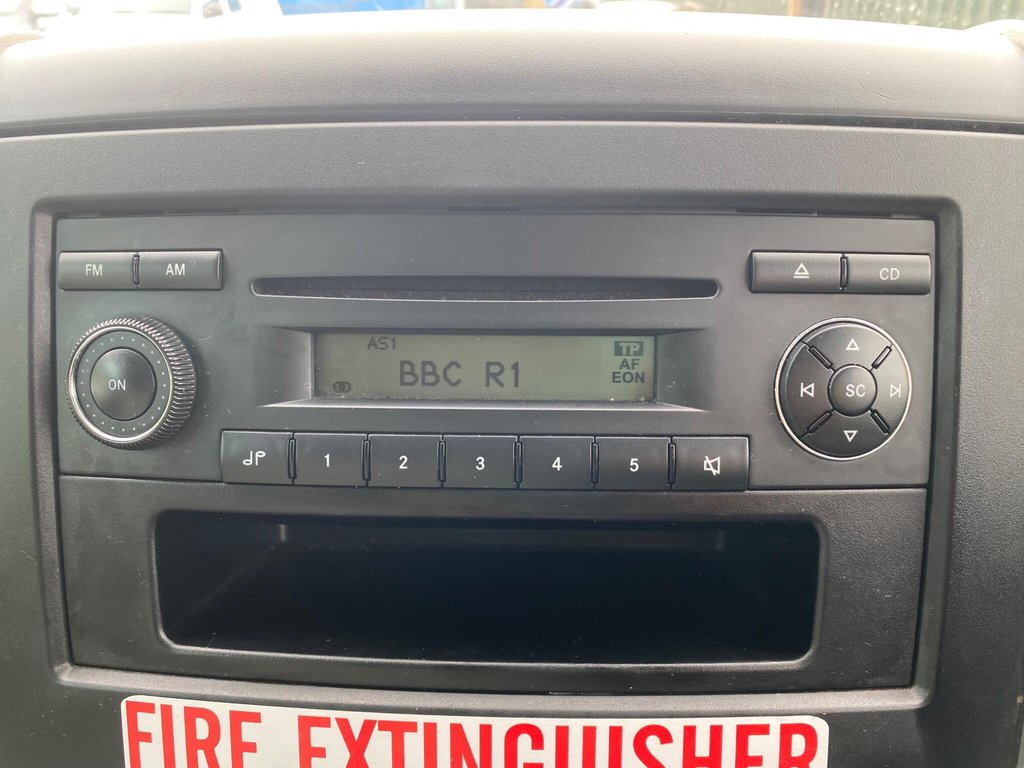 FM AM CD
AS1
BBC R1
TP
AF
EON
ON
SC
1 2 3 4 5
FIRE EXTINGUISHER